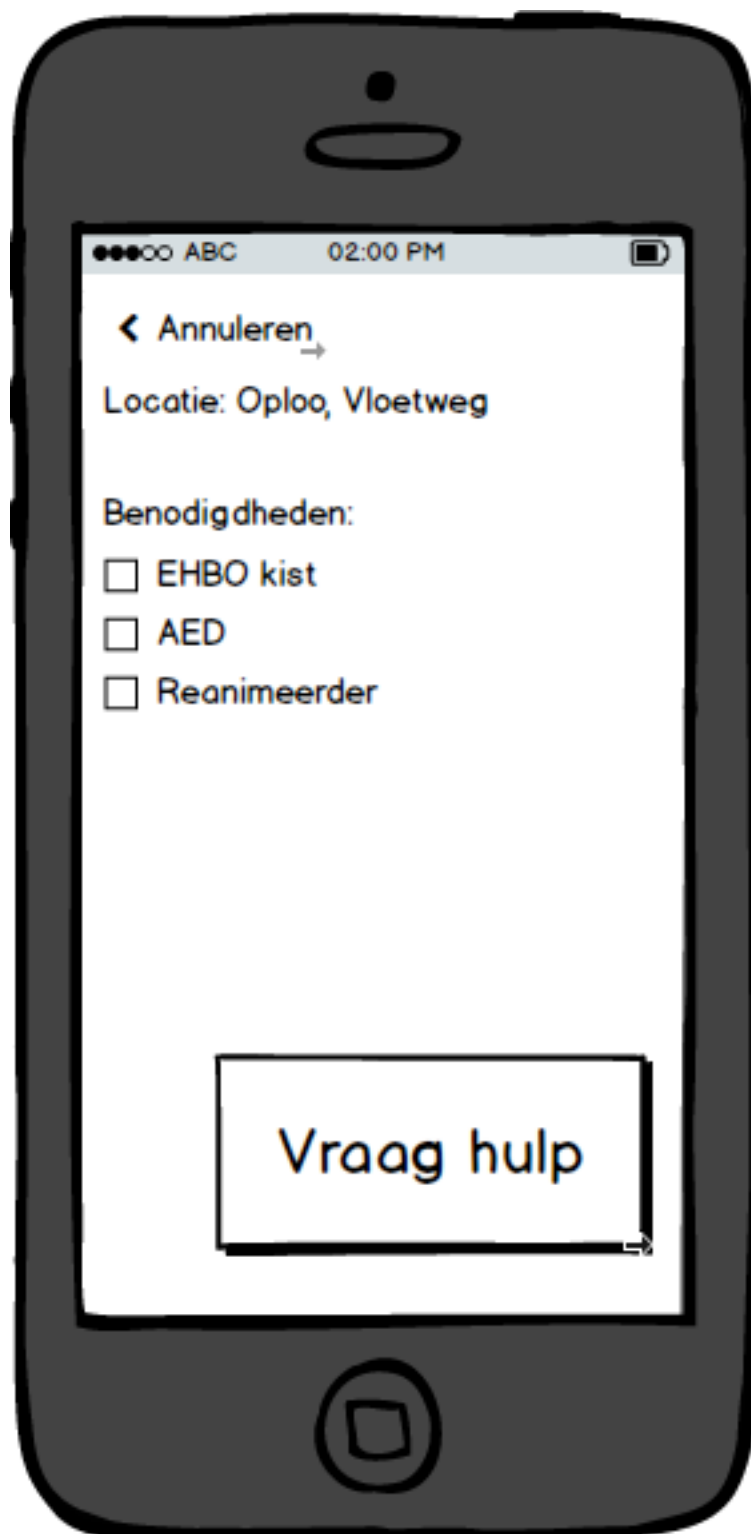 ABC 02:00 PM
Annuleren
Locatie: Oploo, Vloetweg
Benodigdheden:
EHBO kist
AED
Reanimeerder
Vraag hulp